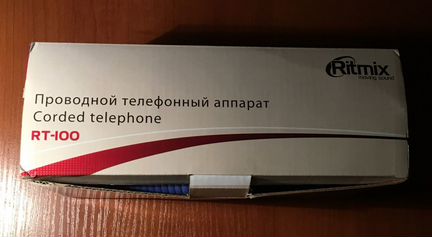 Ritmix
moving sound
Проводной телефонный аппарат
Corded telephone
RT-100